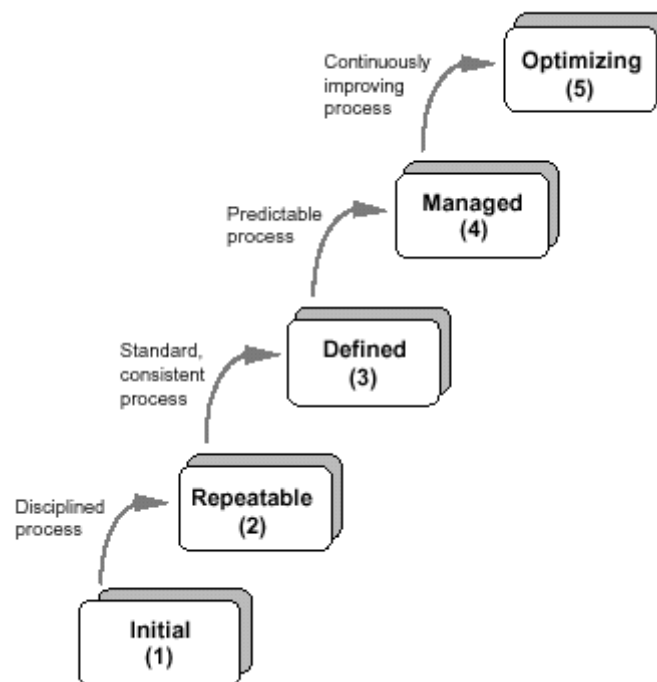 Continuously
improving
process
Optimizing
(5)
Predictable
process
Managed
(4)
Standard,
consistent
process
Defined
(3)
Disciplined
process
Repeatable
(2)
Initial
(1)